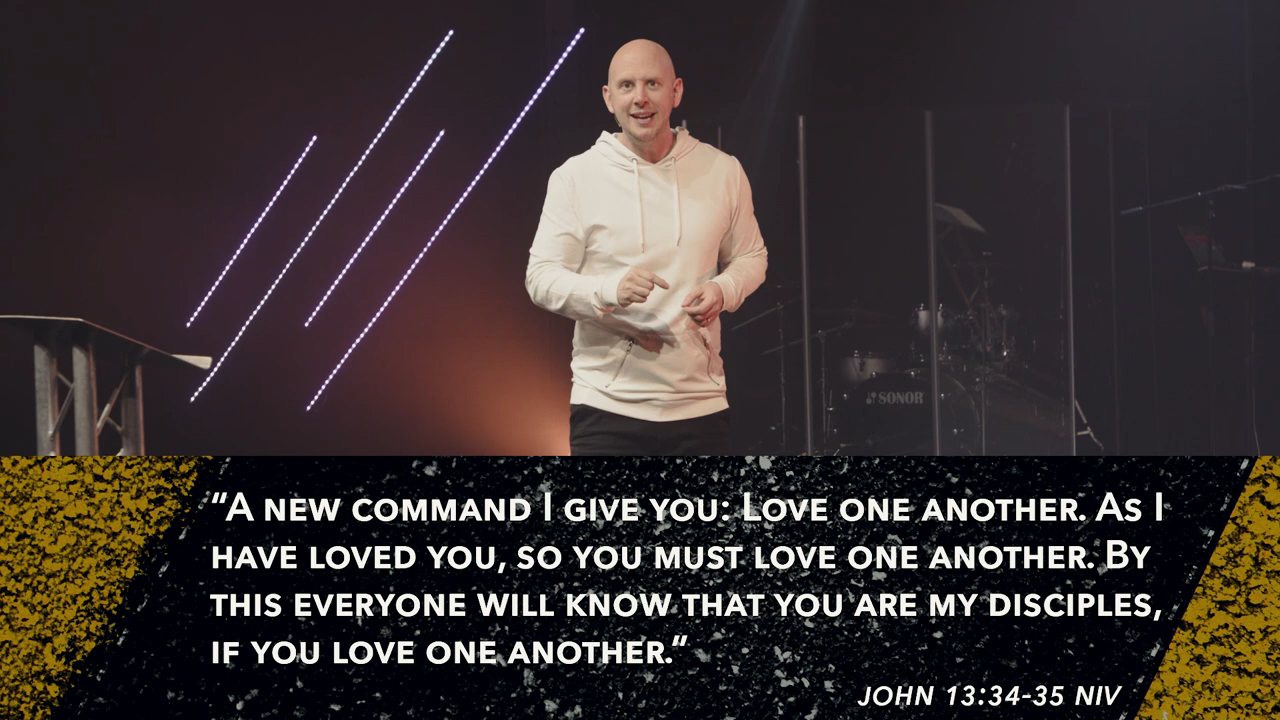 SONOR
“A NEW COMMAND I GIVE YOU: LOVE ONE ANOTHER. AS I
HAVE LOVED YOU, SO YOU MUST LOVE ONE ANOTHER. BY
THIS EVERYONE WILL KNOW THAT YOU ARE MY DISCIPLES,
IF YOU LOVE ONE ANOTHER.”
JOHN 13:34-35 NIV